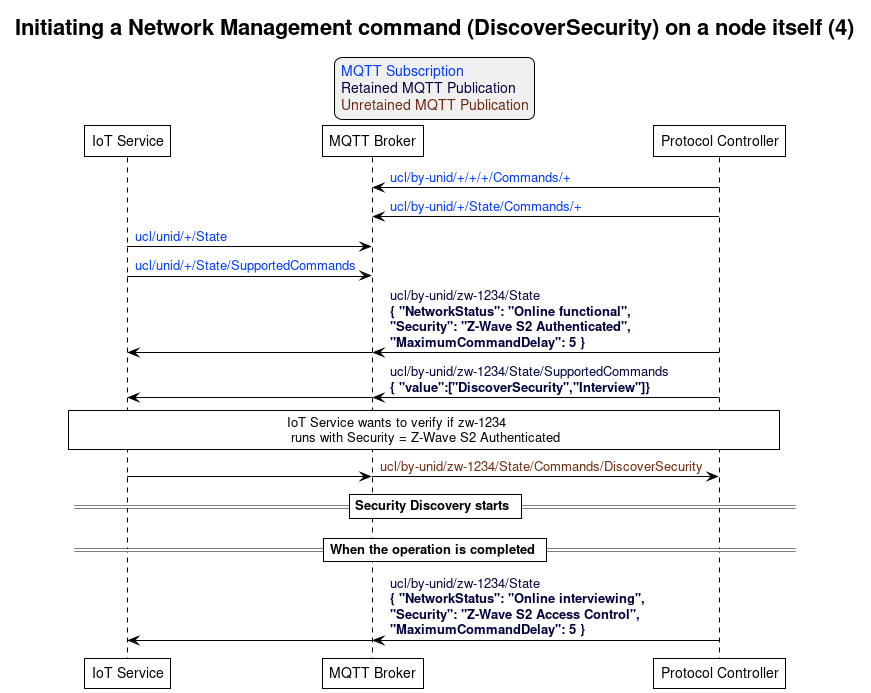 Initiating a Network Management command (DiscoverSecurity) on a node itself (4)
MQTT Subscription
Retained MQTT Publication
Unretained MQTT Publication
IoT Service
MQTT Broker
Protocol Controller
ucl/by-unid/+/+/+/Commands/+
ucl/by-unid/+/State/Commands/+
ucl/unid/+/State
ucl/unid/+/State/SupportedCommands
ucl/by-unid/zw-1234/State
{ "NetworkStatus": "Online functional",
"Security": "Z-Wave S2 Authenticated",
"MaximumCommandDelay": 5 }
ucl/by-unid/zw-1234/State/SupportedCommands
{ "value":["DiscoverSecurity","Interview"]}
IoT Service wants to verify if zw-1234
runs with Security = Z-Wave S2 Authenticated
ucl/by-unid/zw-1234/State/Commands/DiscoverSecurity
Security Discovery starts
When the operation is completed
ucl/by-unid/zw-1234/State
{ "NetworkStatus": "Online interviewing",
"Security": "Z-Wave S2 Access Control",
"MaximumCommandDelay": 5 }
IoT Service
MQTT Broker
Protocol Controller